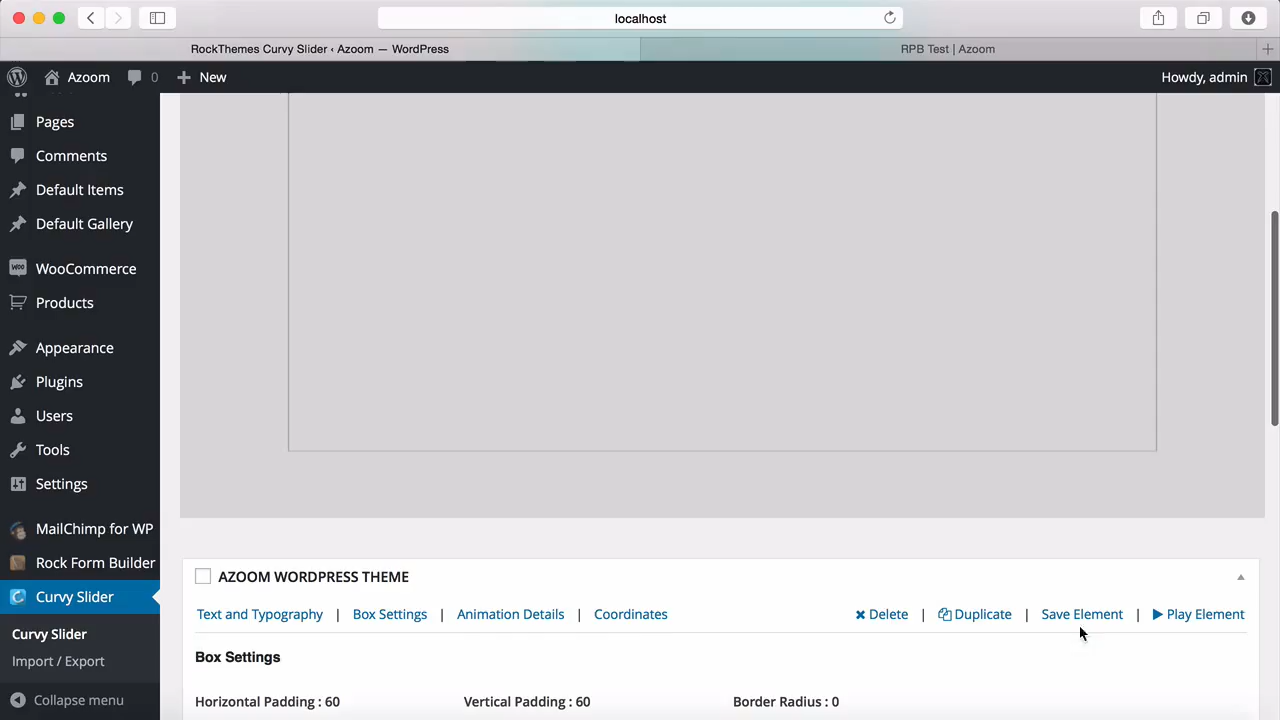 localhost
RockThemes Curvy Slider ‹ Azoom — WordPress
RPB Test | Azoom
Azoom
0
New
Howdy, admin
Pages
Comments
Default Items
Default Gallery
WooCommerce
Products
Appearance
Plugins
Users
Tools
Settings
MailChimp for WP
Rock Form Builder
Curvy Slider
Curvy Slider
Import / Export
Collapse menu
AZOOM WORDPRESS THEME
Text and Typography | Box Settings | Animation Details | Coordinates
Delete | Duplicate | Save Element | Play Element
Box Settings
Horizontal Padding : 60
Vertical Padding : 60
Border Radius : 0